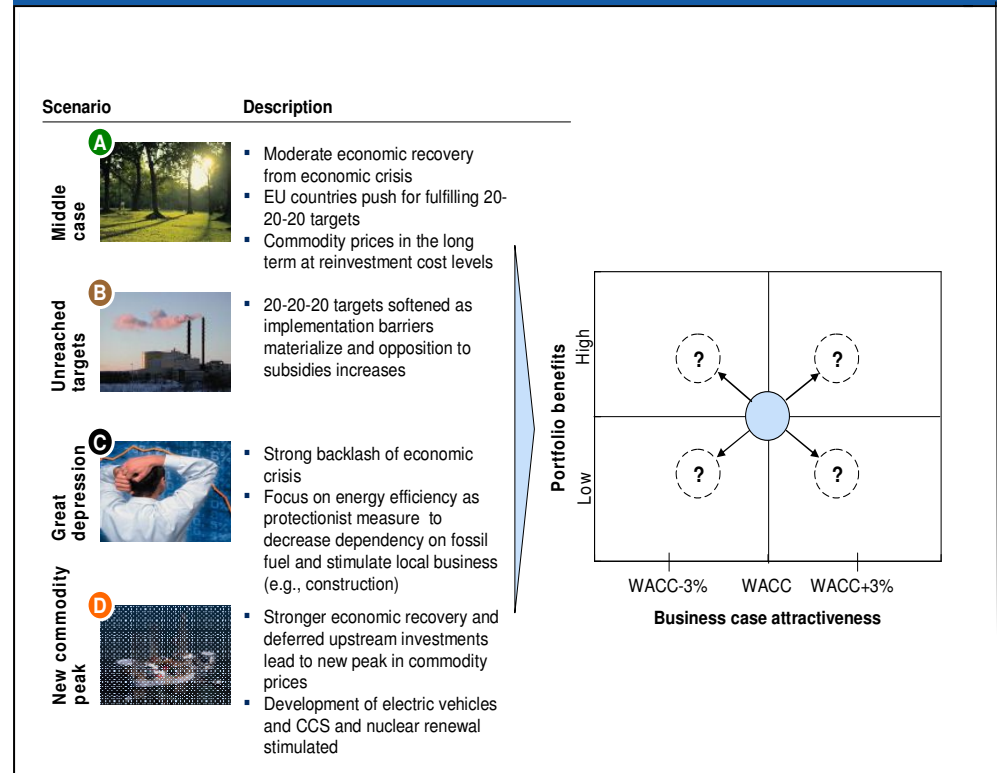 Scenario
Description
A
Middle
case
▪ Moderate economic recovery
from economic crisis
▪ EU countries push for fulfilling 20-
20-20 targets
▪ Commodity prices in the long
term at reinvestment cost levels
B
Unreached
targets
▪ 20-20-20 targets softened as
implementation barriers
materialize and opposition to
subsidies increases
C
Great
depression
▪ Strong backlash of economic
crisis
▪ Focus on energy efficiency as
protectionist measure to
decrease dependency on fossil
fuel and stimulate local business
(e.g., construction)
D
New commodity
peak
▪ Stronger economic recovery and
deferred upstream investments
lead to new peak in commodity
prices
▪ Development of electric vehicles
and CCS and nuclear renewal
stimulated
Portfolio benefits
High
Low
? ?
? ?
WACC-3% WACC WACC+3%
Business case attractiveness